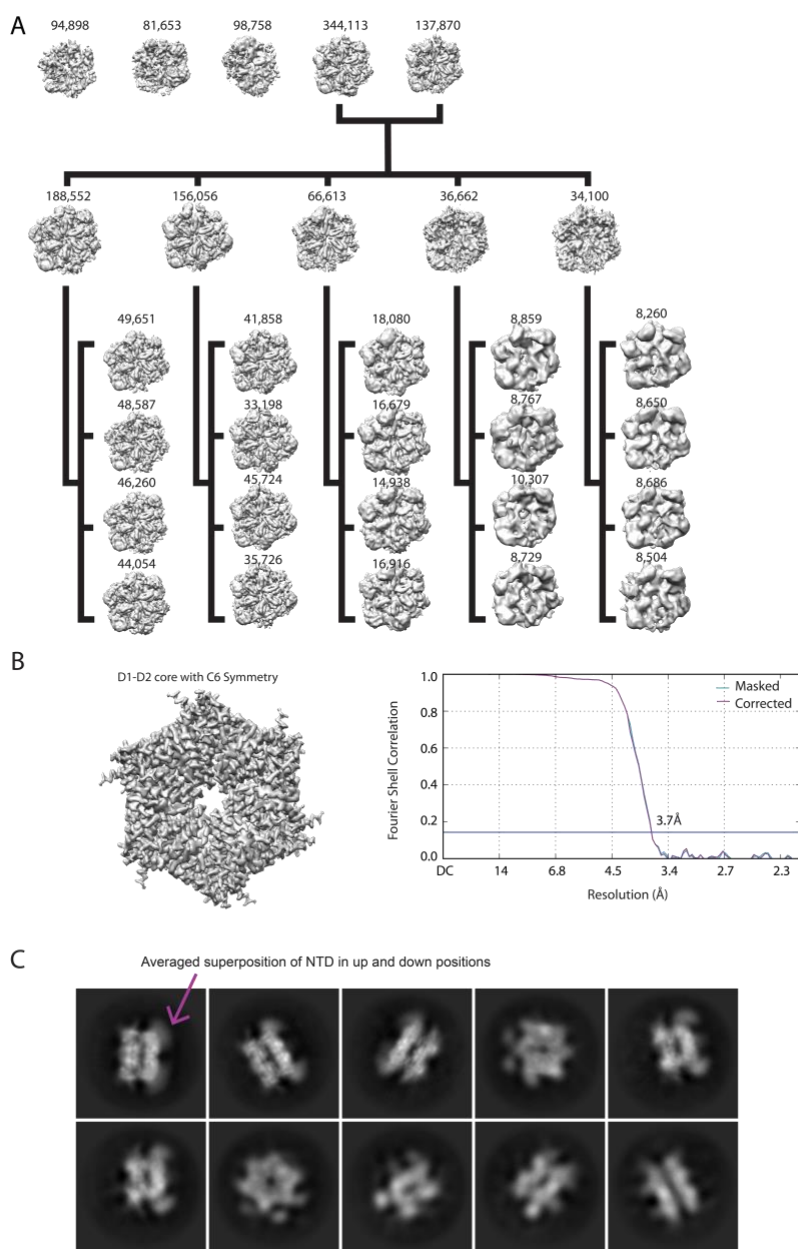 A
94,898 81,653 98,758 344,113 137,870
188,552 156,056 66,613 36,662 34,100
49,651 41,858 18,080 8,859 8,260
48,587 33,198 16,679 8,767 8,650
46,260 45,724 14,938 10,307 8,686
44,054 35,726 16,916 8,729 8,504
B
D1-D2 core with C6 Symmetry
1.0
0.8
0.6
0.4
0.2
0.0
Fourier Shell Correlation
Masked
Corrected
3.7Å
DC 14 6.8 4.5 3.4 2.7 2.3
Resolution (Å)
C
Averaged superposition of NTD in up and down positions